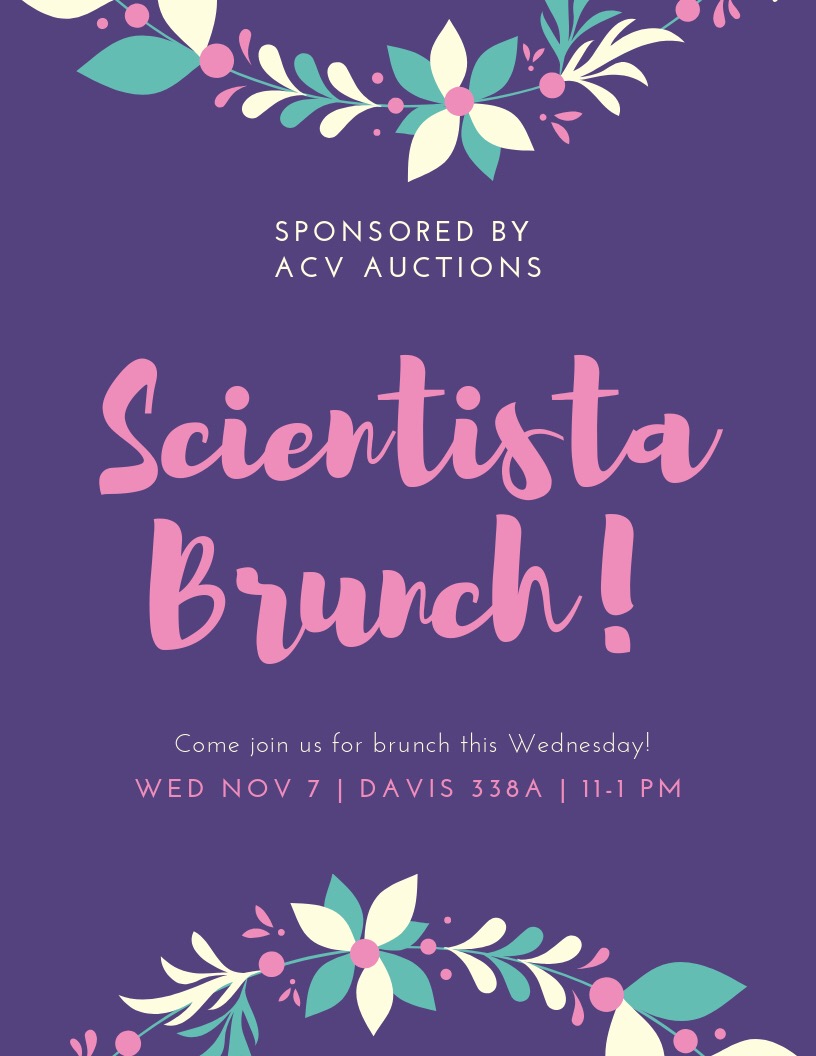 SPONSORED BY
ACV AUCTIONS
Scientista
Brunch!
Come join us for brunch this Wednesday!
WED NOV 7 | DAVIS 338A | 11-1 PM